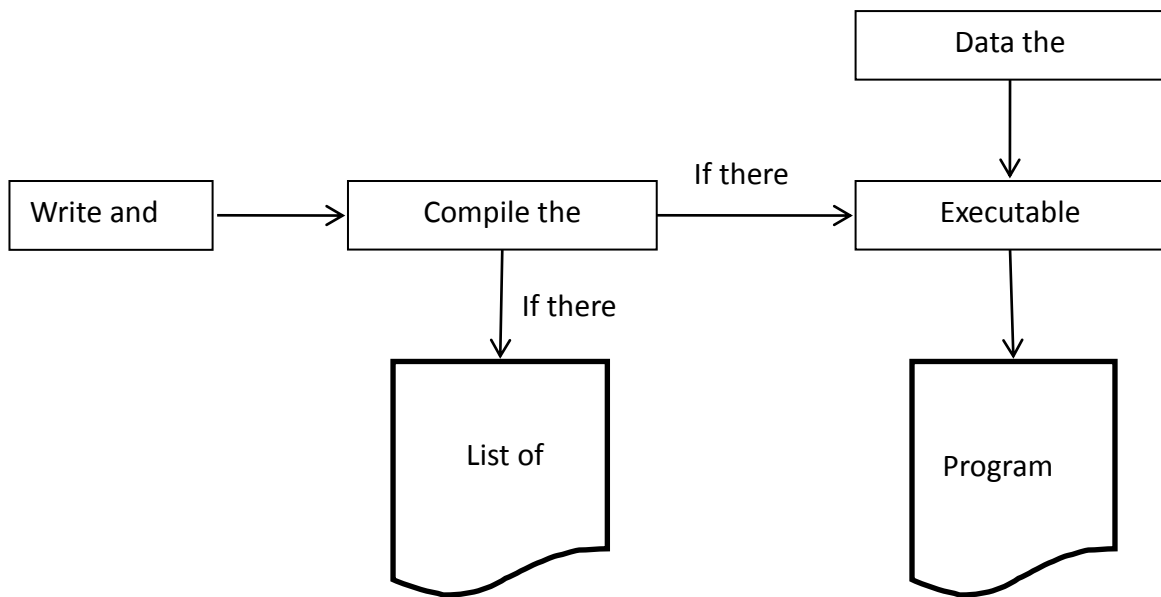 Data the
If there
Write and
Compile the
Executable
If there
List of
Program